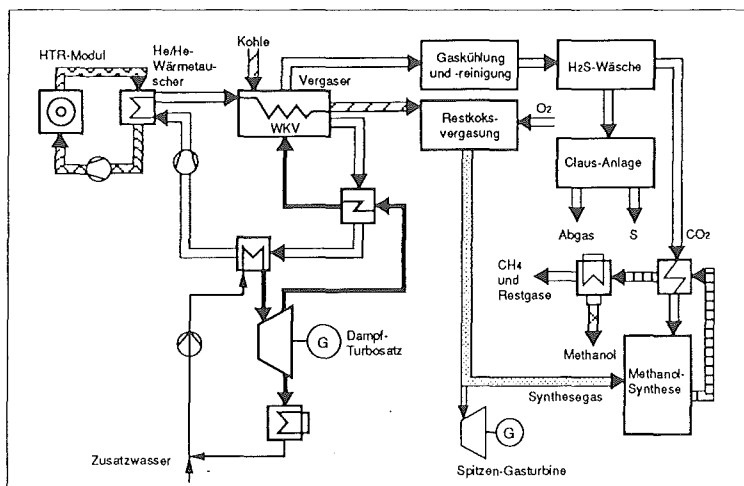 HTR-Modul
He/He-
Wärmetau-
scher
Kohle
Vergaser
WKV
Gaskühlung
und -reinigung
H2S-Wäsche
Restkoks-
vergasung
O2
Claus-Anlage
Abgas
S
CO2
CH4
und
Restgase
Methanol
Methanol-
Synthese
G
Dampf-
Turbosatz
Synthesegas
G
Spitzen-Gasturbine
Zusatzwasser